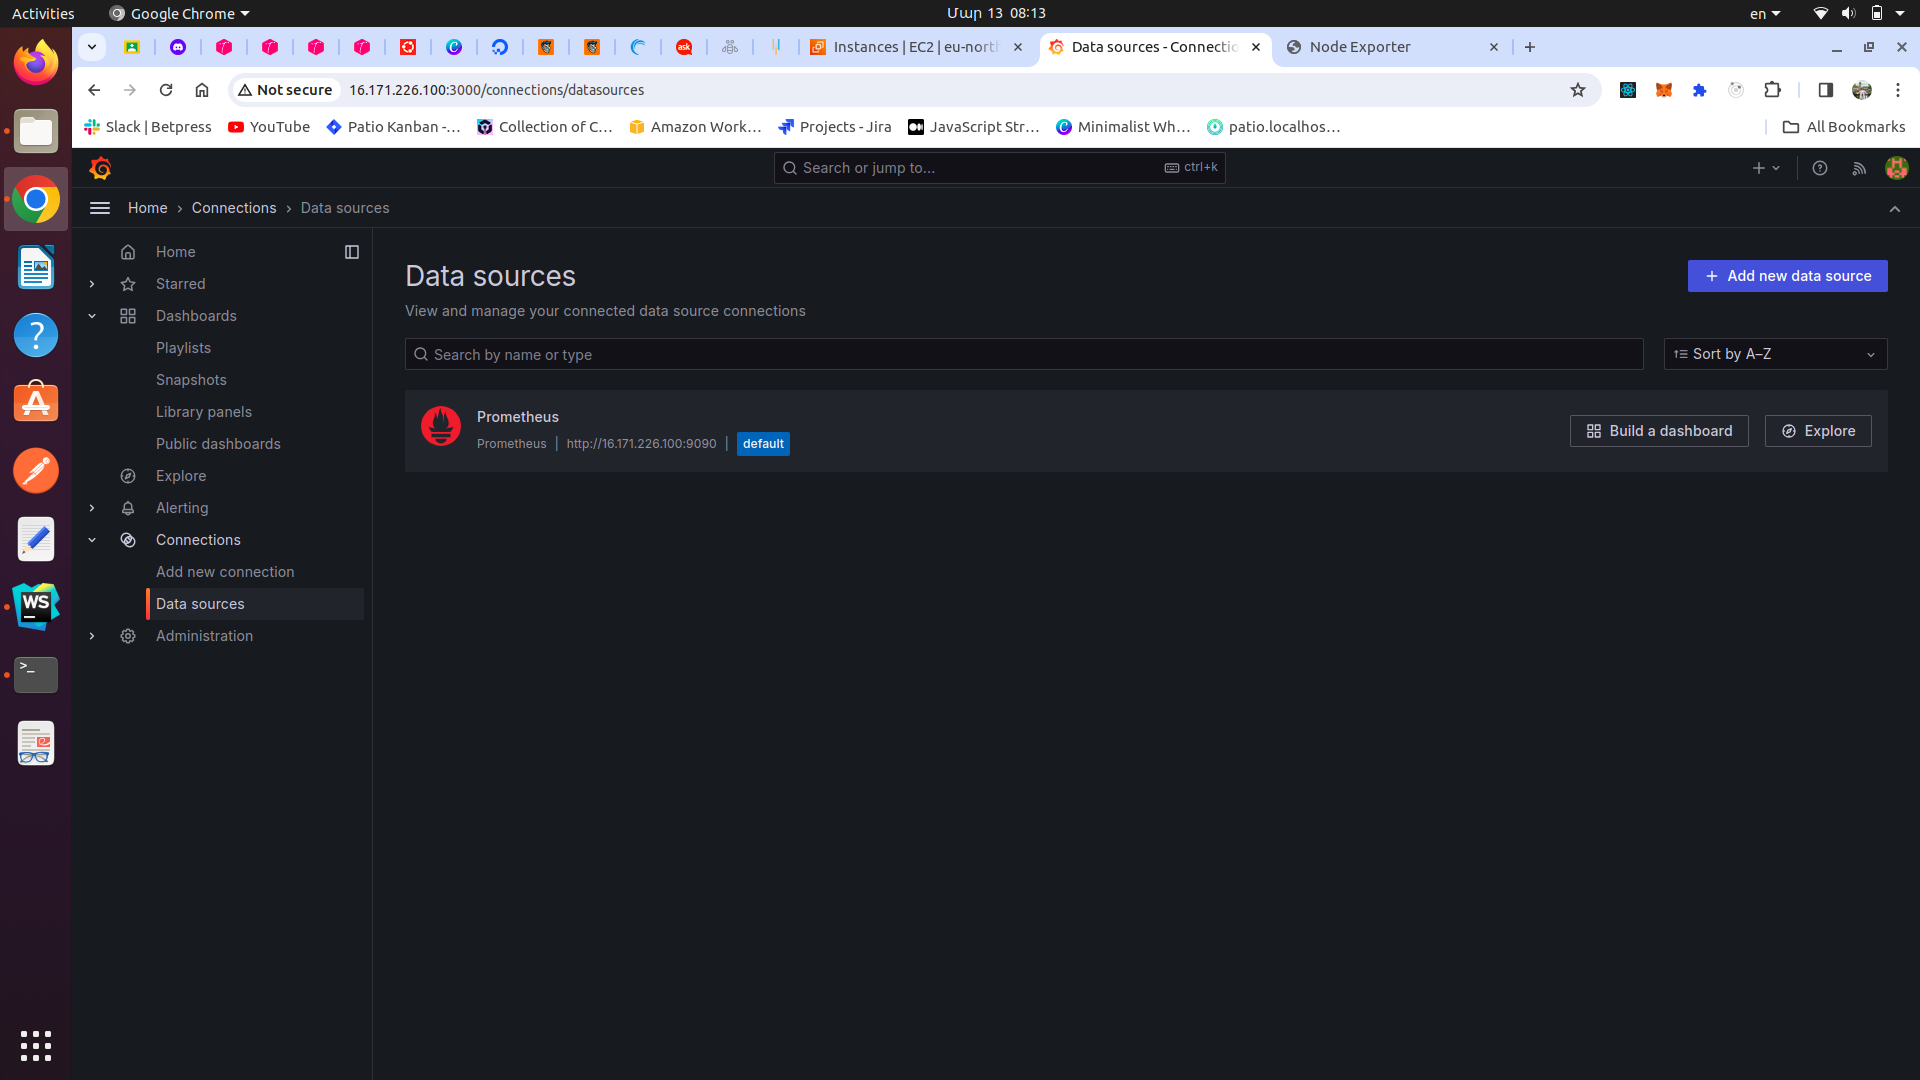 Activities
Google Chrome
Մար 13 08:13
en
Instances | EC2 | eu-north
Data sources - Connectio
Node Exporter
Not secure
16.171.226.100:3000/connections/datasources
Slack | Betpress
YouTube
Patio Kanban -...
Collection of C...
Amazon Work...
Projects - Jira
JavaScript Str...
Minimalist Wh...
patio.localhos...
All Bookmarks
Search or jump to...
ctrl+k
Home › Connections › Data sources
Home
Starred
Dashboards
Playlists
Snapshots
Library panels
Public dashboards
Explore
Alerting
Connections
Add new connection
Data sources
Administration
Data sources
Add new data source
View and manage your connected data source connections
Search by name or type
Sort by A–Z
Prometheus
Prometheus | http://16.171.226.100:9090 | default
Build a dashboard
Explore
ask
WS
>_